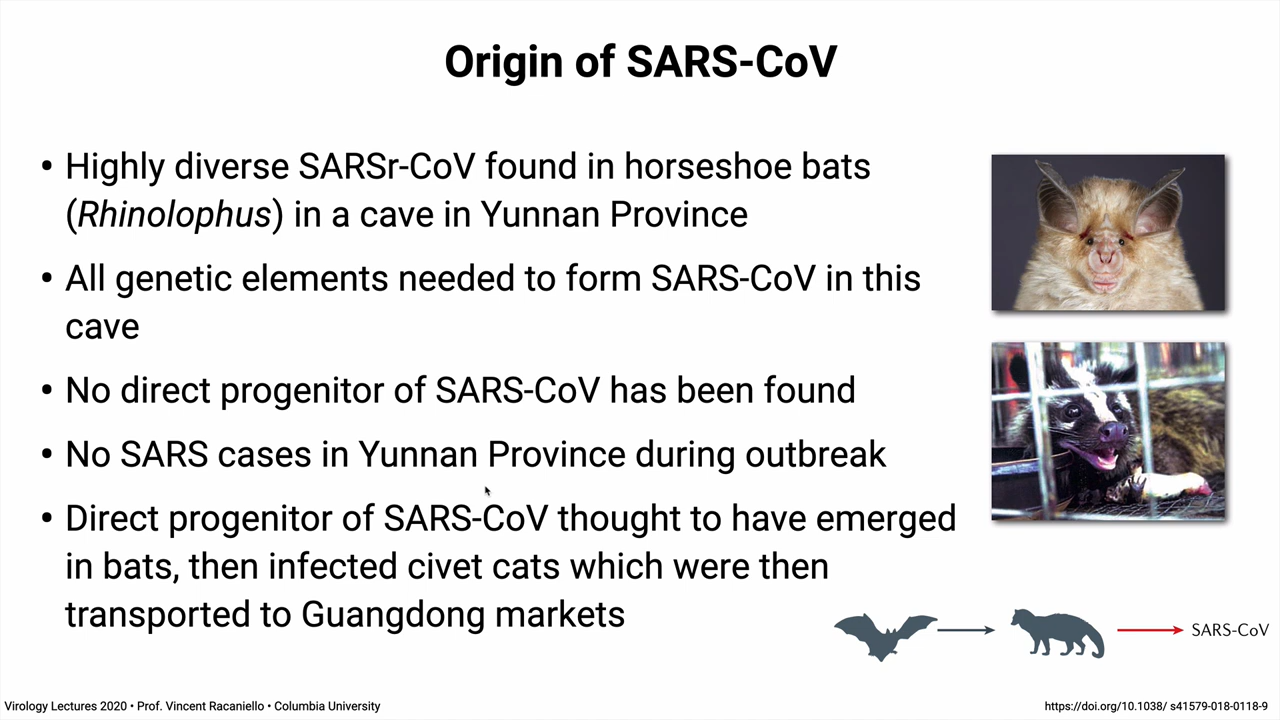 Origin of SARS-CoV
• Highly diverse SARSr-CoV found in horseshoe bats
(Rhinolophus) in a cave in Yunnan Province
• All genetic elements needed to form SARS-CoV in this
cave
• No direct progenitor of SARS-CoV has been found
• No SARS cases in Yunnan Province during outbreak
• Direct progenitor of SARS-CoV thought to have emerged
in bats, then infected civet cats which were then
transported to Guangdong markets
SARS-CoV
Virology Lectures 2020 • Prof. Vincent Racaniello • Columbia University
https://doi.org/10.1038/ s41579-018-0118-9